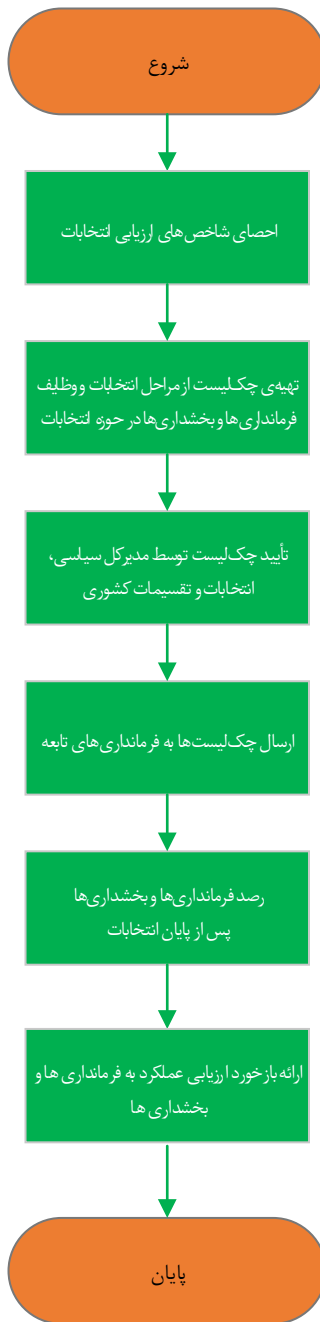 شروع
احصای شاخص‌های ارزیابی انتخابات
تهیه‌ی چک‌لیست از مراحل انتخابات و وظایف
فرمانداری‌ها و بخشداری‌ها در حوزه انتخابات
تأیید چک‌لیست توسط مدیرکل سیاسی،
انتخابات و تقسیمات کشوری
ارسال چک‌لیست‌ها به فرمانداری‌های تابعه
رصد فرمانداری‌ها و بخشداری‌ها
پس از پایان انتخابات
ارائه بازخورد ارزیابی عملکرد به فرمانداری ها و
بخشداری ها
پایان